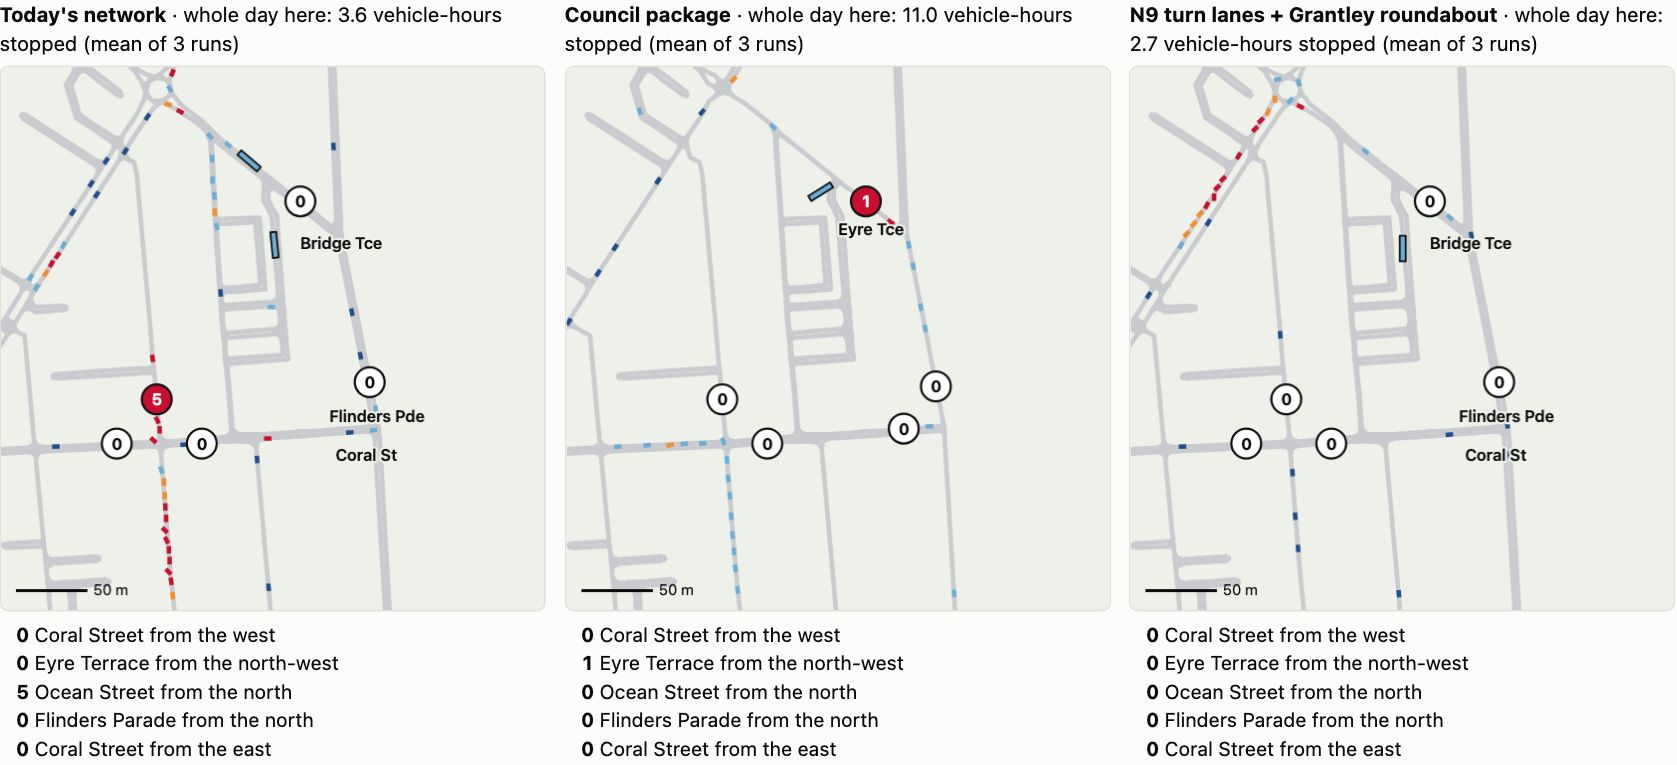 Today's network · whole day here: 3.6 vehicle-hours
stopped (mean of 3 runs)
0
Bridge Tce
0
5
Flinders Pde
0
0
Coral St
50 m
0 Coral Street from the west
0 Eyre Terrace from the north-west
5 Ocean Street from the north
0 Flinders Parade from the north
0 Coral Street from the east
Council package · whole day here: 11.0 vehicle-hours
stopped (mean of 3 runs)
1
Eyre Tce
0
0
0
0
50 m
0 Coral Street from the west
1 Eyre Terrace from the north-west
0 Ocean Street from the north
0 Flinders Parade from the north
0 Coral Street from the east
N9 turn lanes + Grantley roundabout · whole day here:
2.7 vehicle-hours stopped (mean of 3 runs)
0
Bridge Tce
0
0
Flinders Pde
0
0
Coral St
50 m
0 Coral Street from the west
0 Eyre Terrace from the north-west
0 Ocean Street from the north
0 Flinders Parade from the north
0 Coral Street from the east